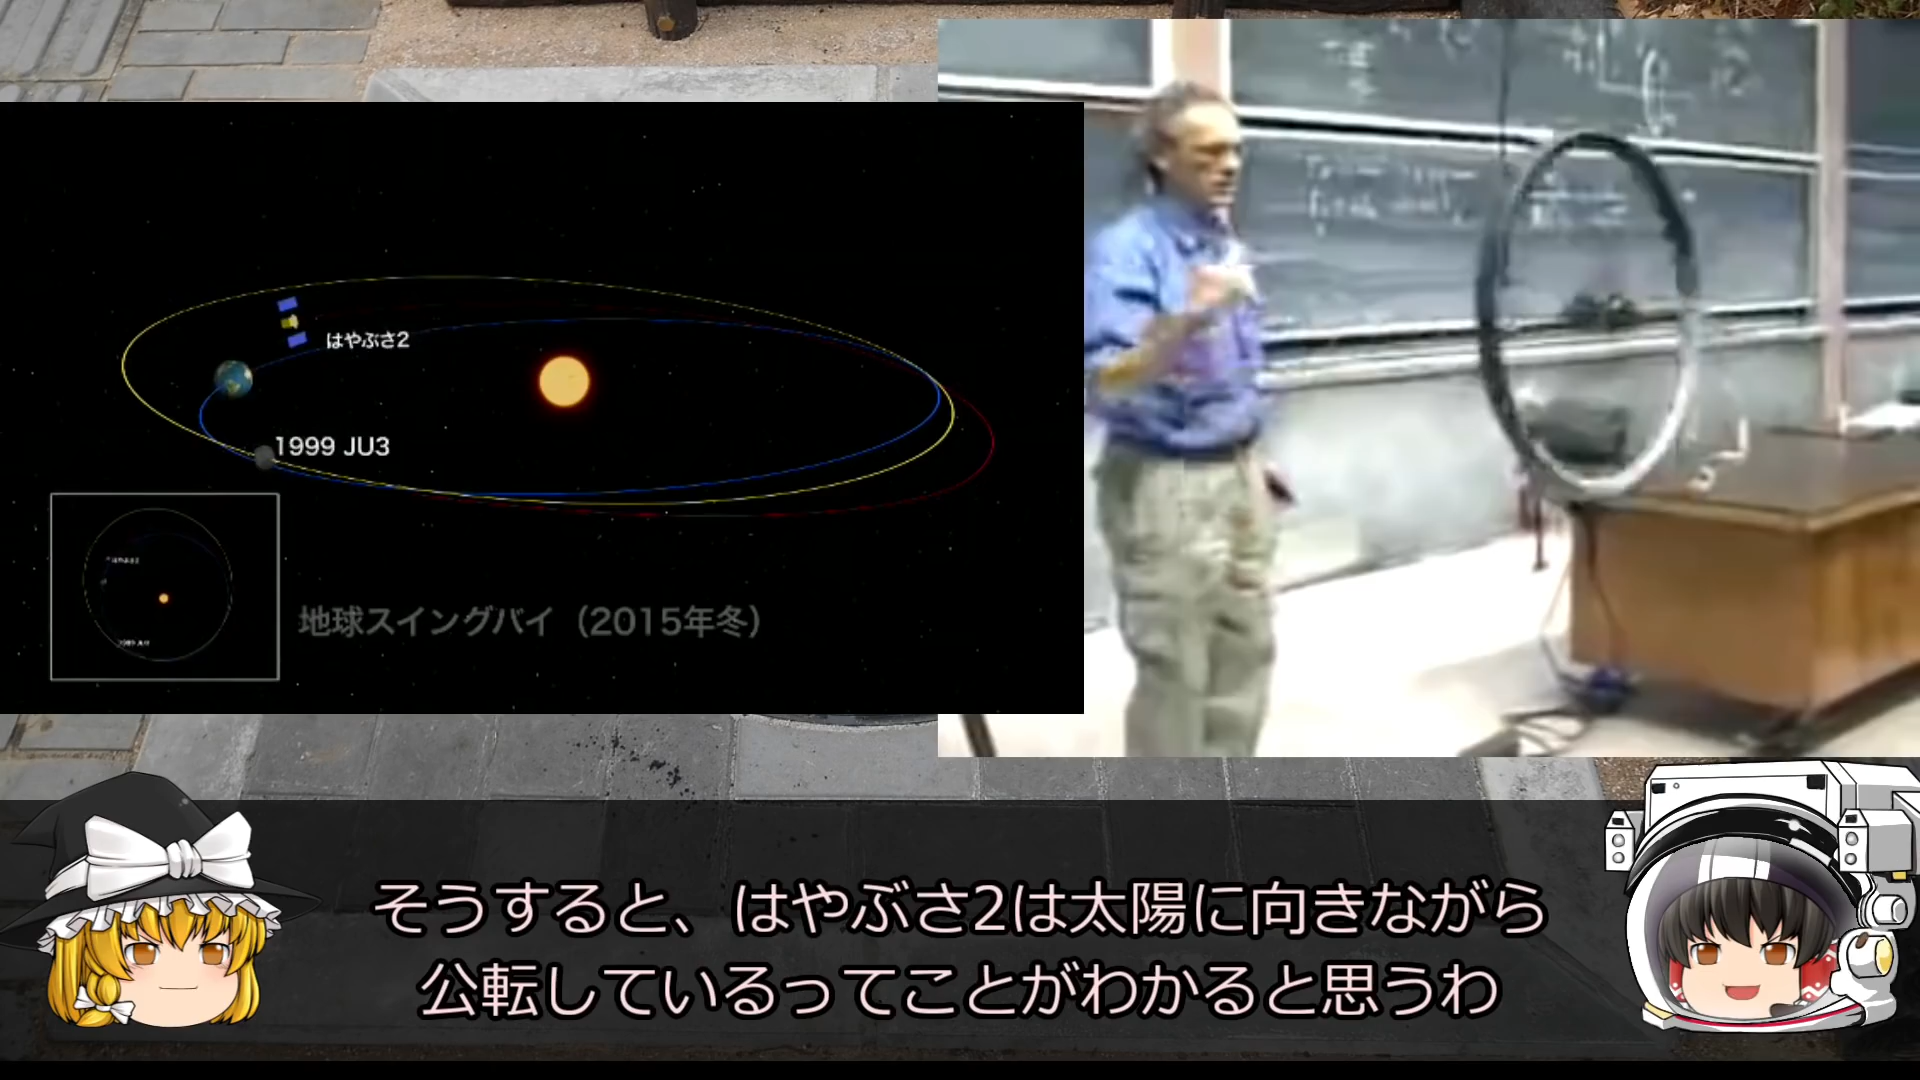 はやぶさ2
1999 JU3
地球スイングバイ（2015年冬）
そうすると、はやぶさ2は太陽に向きながら
公転しているってことがわかると思うわ